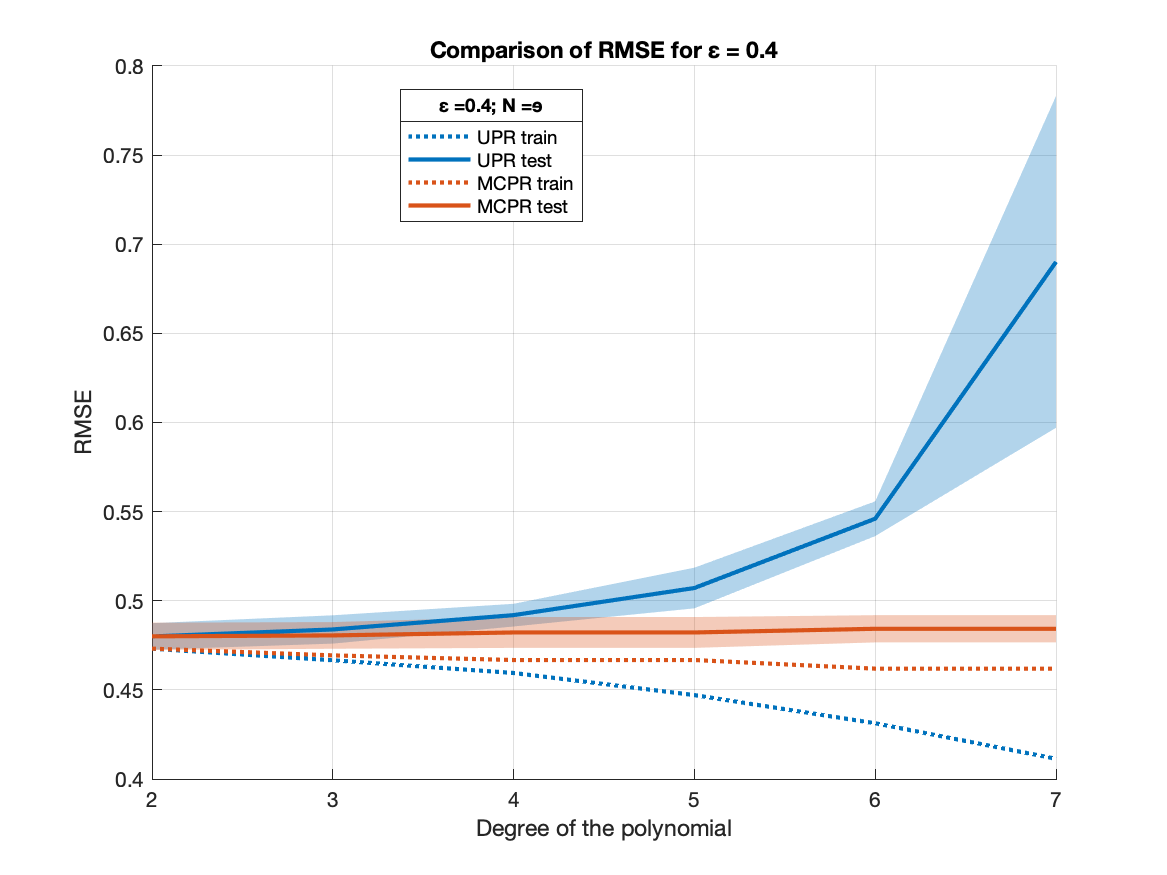 Comparison of RMSE for ε = 0.4
0.8
0.75
0.7
0.65
0.6
0.55
0.5
0.45
0.4
RMSE
ε =0.4; N =
UPR train
UPR test
MCPR train
MCPR test
2 3 4 5 6 7
Degree of the polynomial